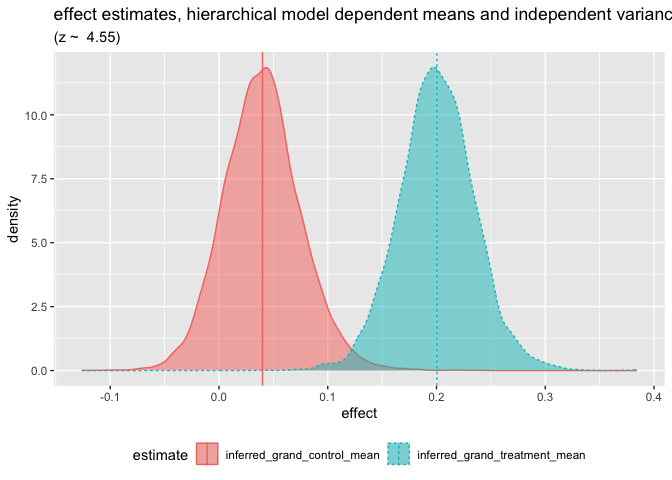 effect estimates, hierarchical model dependent means and independent varianc
(z ~ 4.55)
10.0
7.5
5.0
2.5
0.0
density
-0.1 0.0 0.1 0.2 0.3 0.4
effect
estimate inferred_grand_control_mean inferred_grand_treatment_mean